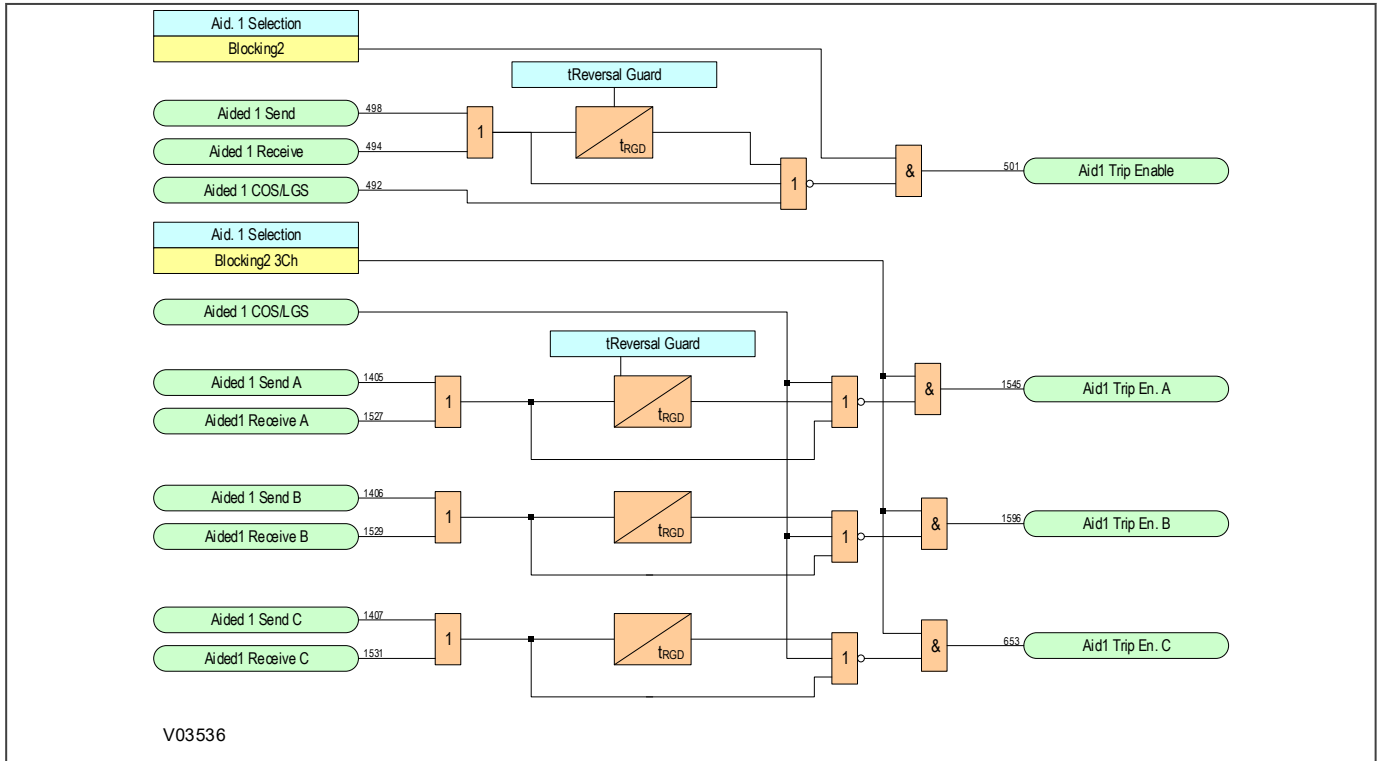 Aid. 1 Selection
Blocking2
tReversal Guard
Aided 1 Send
498
Aided 1 Receive
494
1
tRGD
Aided 1 COS/LGS
492
1
&
501
Aid1 Trip Enable
Aid. 1 Selection
Blocking2 3Ch
Aided 1 COS/LGS
tReversal Guard
Aided 1 Send A
1405
Aided1 Receive A
1527
1
tRGD
1
&
1545
Aid1 Trip En. A
Aided 1 Send B
1406
Aided1 Receive B
1529
1
tRGD
1
&
1596
Aid1 Trip En. B
Aided 1 Send C
1407
Aided1 Receive C
1531
1
tRGD
1
&
653
Aid1 Trip En. C
V03536